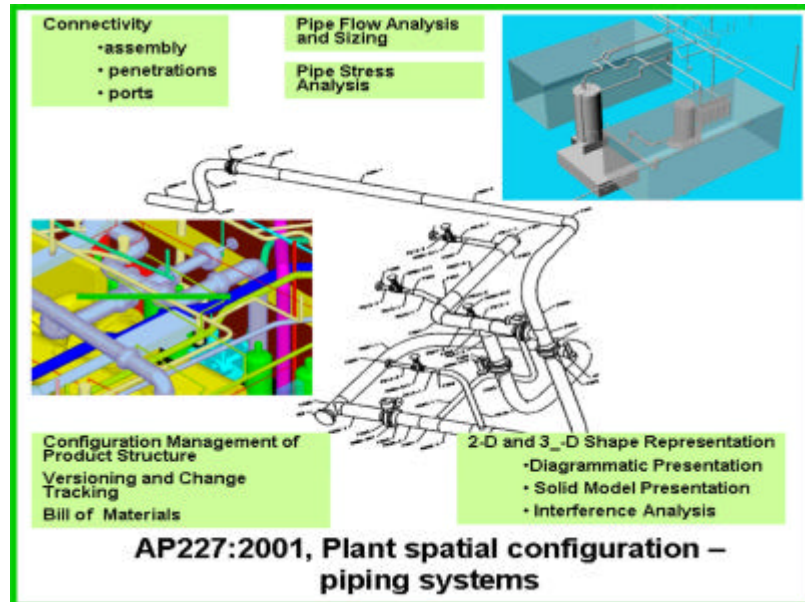 Connectivity
•assembly
• penetrations
• ports
Pipe Flow Analysis
and Sizing
Pipe Stress
Analysis
Configuration Management of
Product Structure
Versioning and Change
Tracking
Bill of Materials
2-D and 3_-D Shape Representation
•Diagrammatic Presentation
• Solid Model Presentation
• Interference Analysis
AP227:2001, Plant spatial configuration –
piping systems